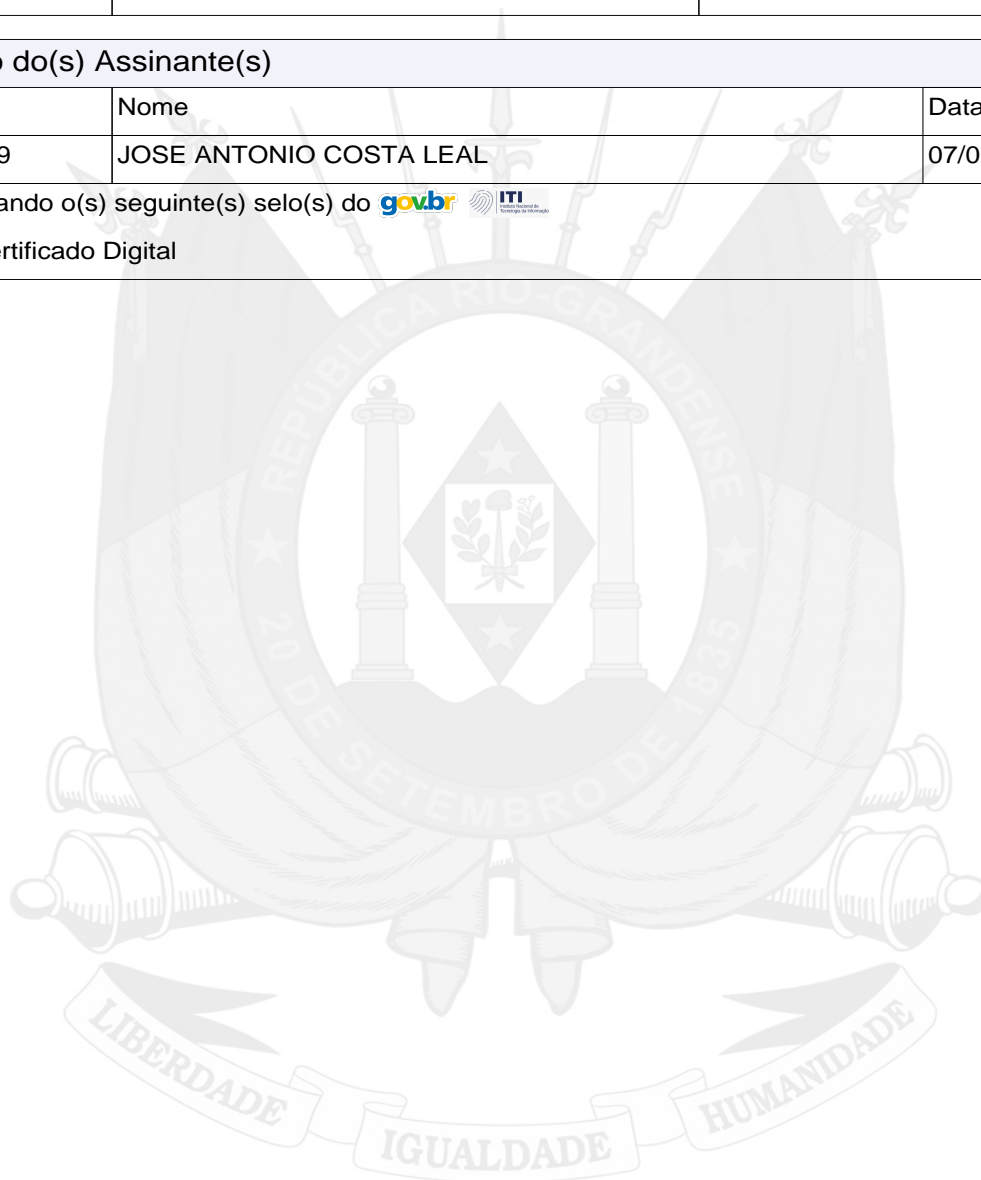 o do(s) Assinante(s)
Nome Data
9 JOSE ANTONIO COSTA LEAL 07/0
ando o(s) seguinte(s) selo(s) do gov.br ITI
rtificado Digital
REPÚBLICA RIO-GRANDENSE
20 DE SETEMBRO DE 1835
LIBERDADE IGUALDADE HUMANIDADE